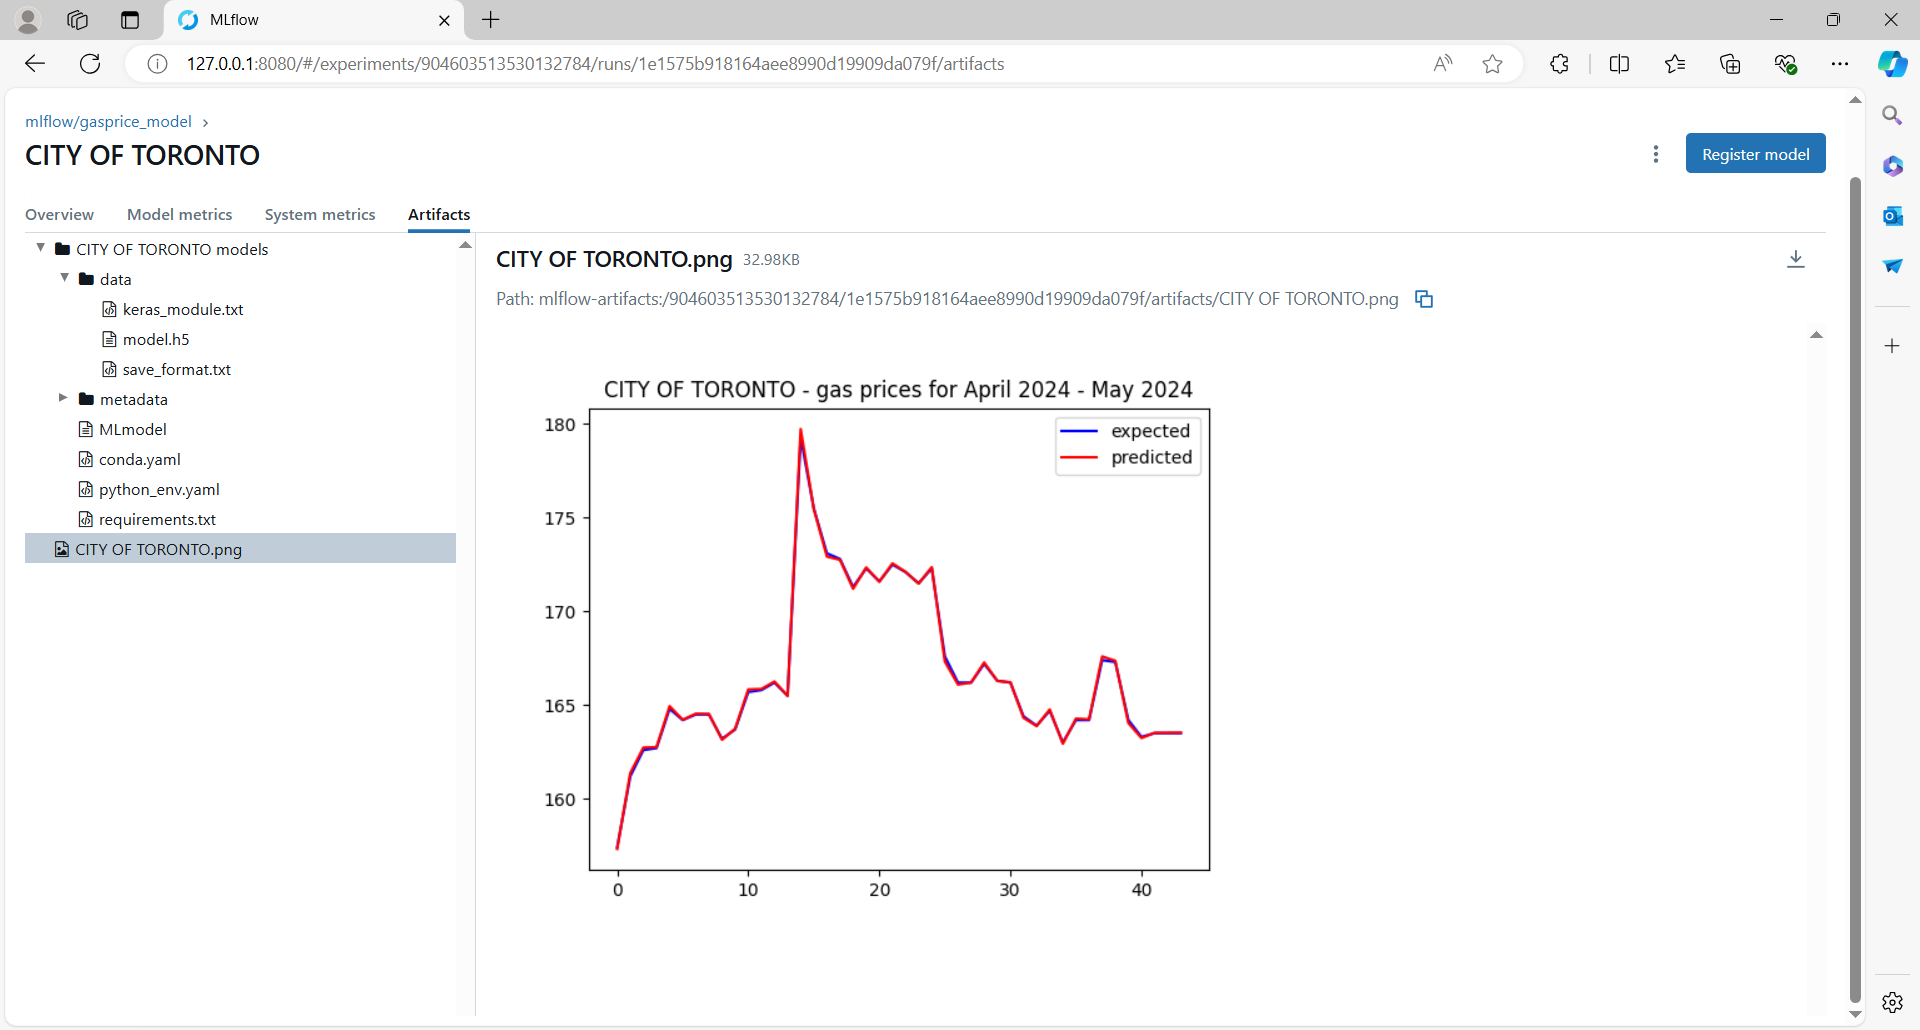 MLflow
127.0.0.1:8080/#/experiments/904603513530132784/runs/1e1575b918164aee8990d19909da079f/artifacts
mlflow/gasprice_model
CITY OF TORONTO
Register model
Overview
Model metrics
System metrics
Artifacts
CITY OF TORONTO models
data
keras_module.txt
model.h5
save_format.txt
metadata
MLmodel
conda.yaml
python_env.yaml
requirements.txt
CITY OF TORONTO.png
CITY OF TORONTO.png 32.98KB
Path: mlflow-artifacts:/904603513530132784/1e1575b918164aee8990d19909da079f/artifacts/CITY OF TORONTO.png
CITY OF TORONTO - gas prices for April 2024 - May 2024
expected
predicted
180
175
170
165
160
0 10 20 30 40